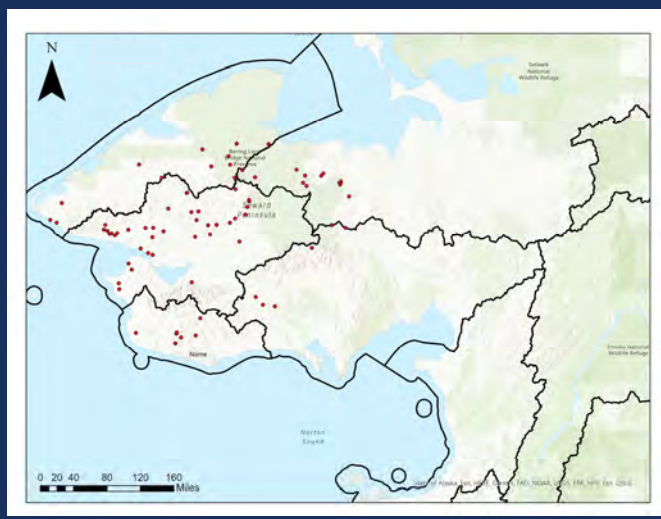 N
Selawik
National
Wildlife Refuge
Bering Land
Bridge National
Preserve
Seward
Peninsula
Nome
Innoko National
Wildlife Refuge
Norton
Sound
0 20 40 80 120 160
Miles
State of Alaska, Esri, HERE, Garmin, FAO, NOAA, USGS, EPA, NPS, Esri, USGS